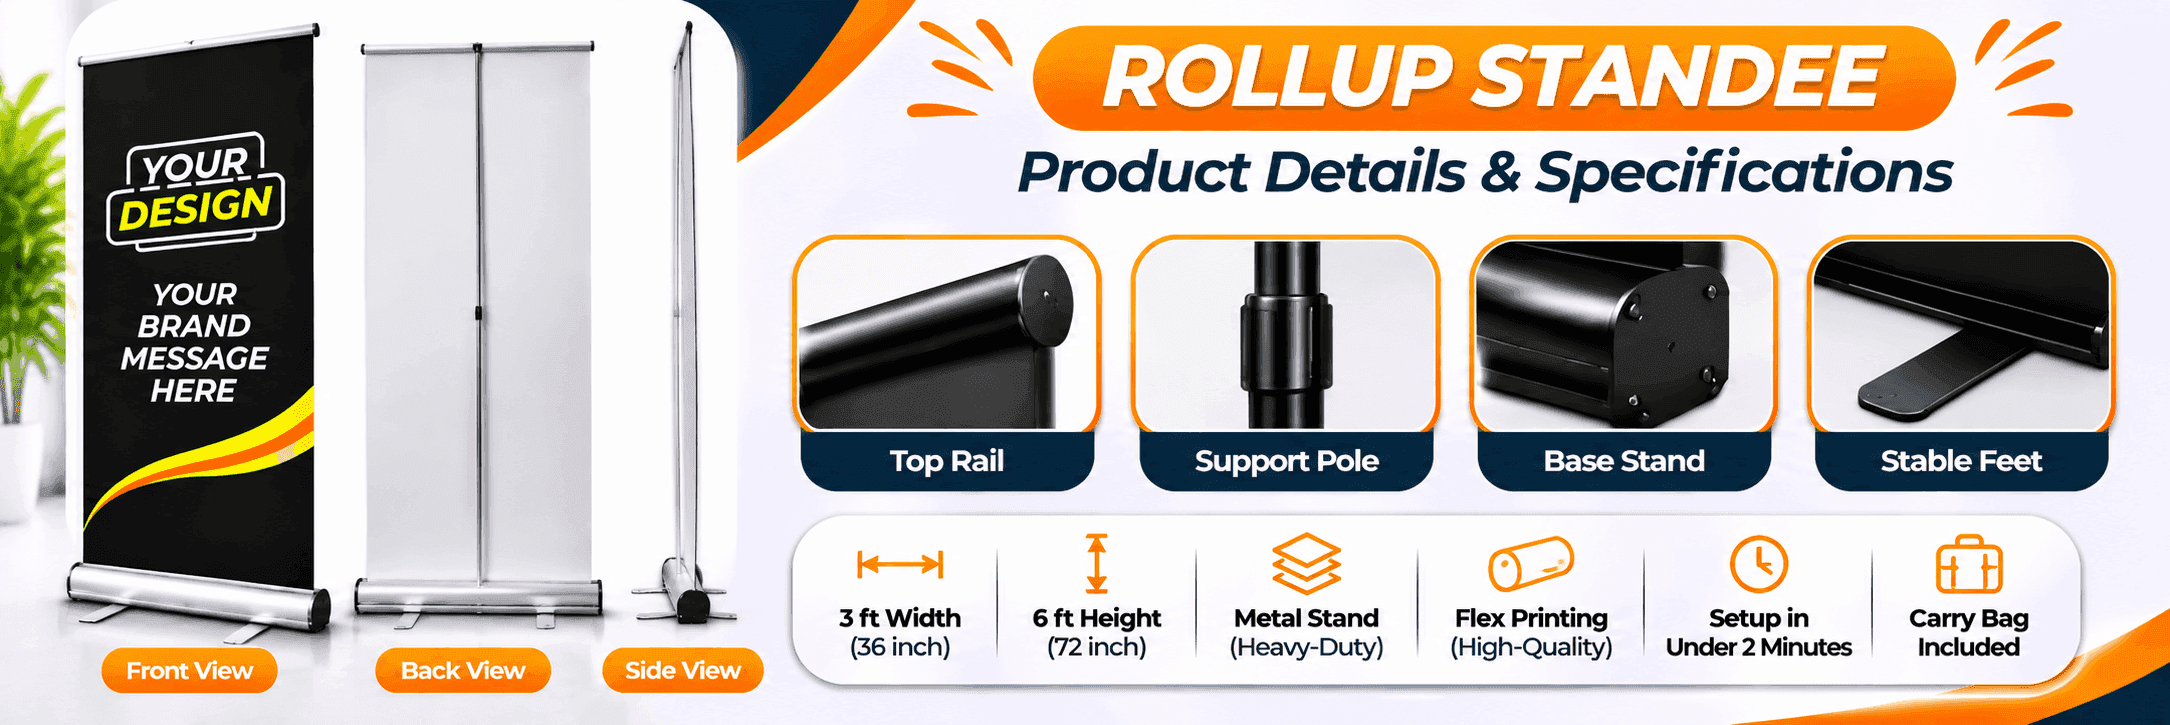 YOUR
DESIGN
YOUR
BRAND
MESSAGE
HERE
Front View
Back View
Side View
ROLLUP STANDEE
Product Details & Specifications
Top Rail
Support Pole
Base Stand
Stable Feet
3 ft Width
(36 inch)
6 ft Height
(72 inch)
Metal Stand
(Heavy-Duty)
Flex Printing
(High-Quality)
Setup in
Under 2 Minutes
Carry Bag
Included